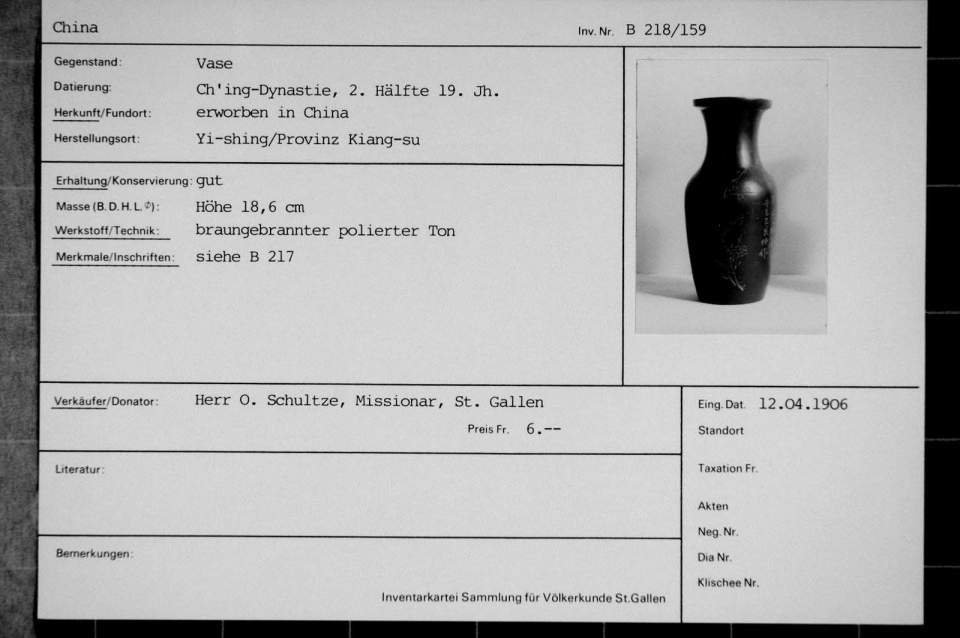 China
Inv. Nr. B 218/159
Gegenstand: Vase
Datierung: Ch'ing-Dynastie, 2. Hälfte 19. Jh.
Herkunft/Fundort: erworben in China
Herstellungsort: Yi-shing/Provinz Kiang-su
Erhaltung/Konservierung: gut
Masse (B. D. H. L. ∅): Höhe 18,6 cm
Werkstoff/Technik: braungebrannter polierter Ton
Merkmale/Inschriften: siehe B 217
Verkäufer/Donator: Herr O. Schultze, Missionar, St. Gallen
Preis Fr. 6.--
Literatur:
Bemerkungen:
Inventarkartei Sammlung für Völkerkunde St.Gallen
Eing. Dat. 12.04.1906
Standort
Taxation Fr.
Akten
Neg. Nr.
Dia Nr.
Klischee Nr.